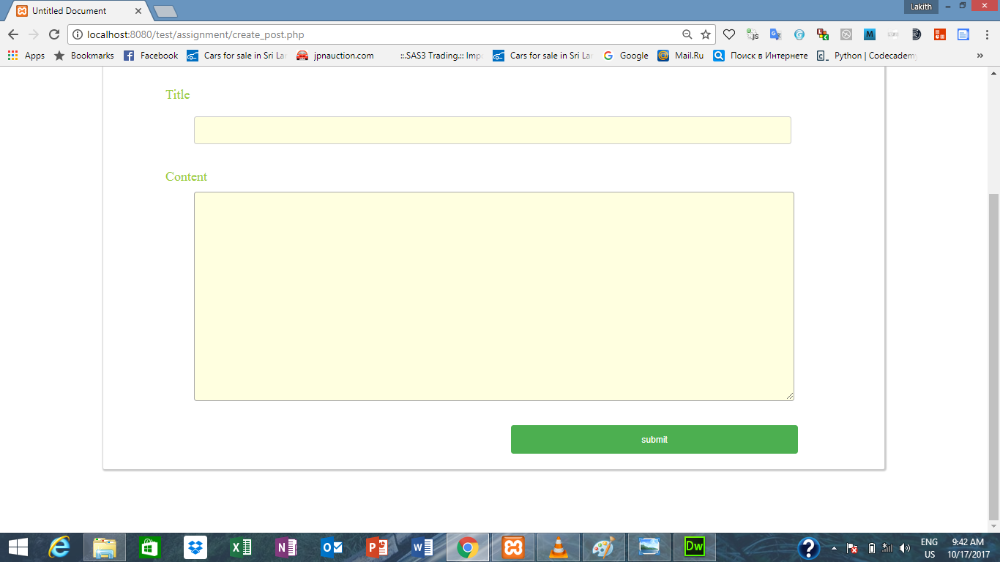 Untitled Document
Lakith
localhost:8080/test/assignment/create_post.php
JS
M
Apps
Bookmarks
Facebook
Cars for sale in Sri La
jpnauction.com
::.SAS3 Trading.:: Imp
Cars for sale in Sri La
Google
Mail.Ru
Поиск в Интернете
Python | Codecademy
Title
Content
submit
Dw
ENG
US
9:42 AM
10/17/2017